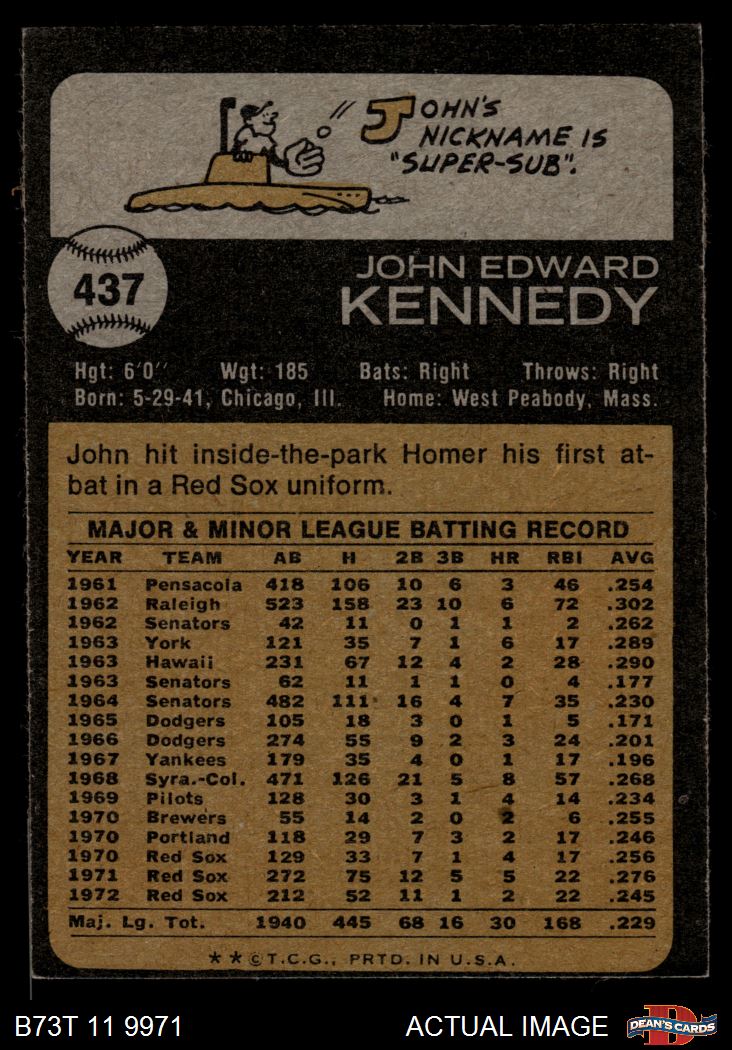 JOHN'S
NICKNAME IS
"SUPER-SUB".
437
JOHN EDWARD
KENNEDY
Hgt: 6'0" Wgt: 185 Bats: Right Throws: Right
Born: 5-29-41, Chicago, Ill. Home: West Peabody, Mass.
John hit inside-the-park Homer his first at-
bat in a Red Sox uniform.
MAJOR & MINOR LEAGUE BATTING RECORD
YEAR TEAM AB H 2B 3B HR RBI AVG
1961 Pensacola 418 106 10 6 3 46 .254
1962 Raleigh 523 158 23 10 6 72 .302
1962 Senators 42 11 0 1 1 2 .262
1963 York 121 35 7 1 6 17 .289
1963 Hawaii 231 67 12 4 2 28 .290
1963 Senators 62 11 1 1 0 4 .177
1964 Senators 482 111 16 4 7 35 .230
1965 Dodgers 105 18 3 0 1 5 .171
1966 Dodgers 274 55 9 2 3 24 .201
1967 Yankees 179 35 4 0 1 17 .196
1968 Syra.-Col. 471 126 21 5 8 57 .268
1969 Pilots 128 30 3 1 4 14 .234
1970 Brewers 55 14 2 0 2 6 .255
1970 Portland 118 29 7 3 2 17 .246
1970 Red Sox 129 33 7 1 4 17 .256
1971 Red Sox 272 75 12 5 5 22 .276
1972 Red Sox 212 52 11 1 2 22 .245
Maj. Lg. Tot. 1940 445 68 16 30 168 .229
★★©T.C.G., PRTD. IN U.S.A.
B73T 11 9971 ACTUAL IMAGE
D
DEAN'S CARDS